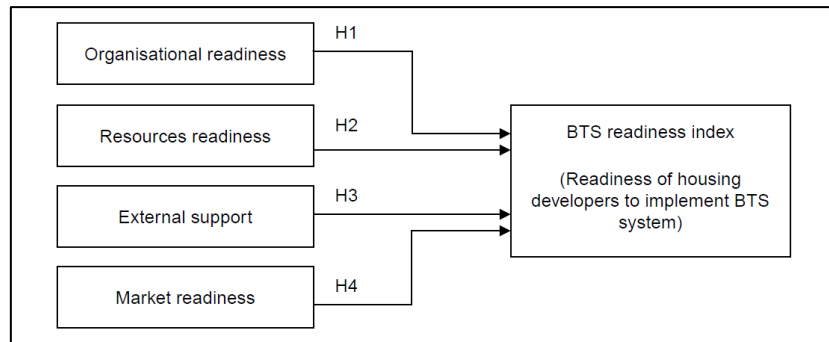 Organisational readiness
H1
Resources readiness
H2
External support
H3
Market readiness
H4
BTS readiness index
(Readiness of housing
developers to implement BTS
system)